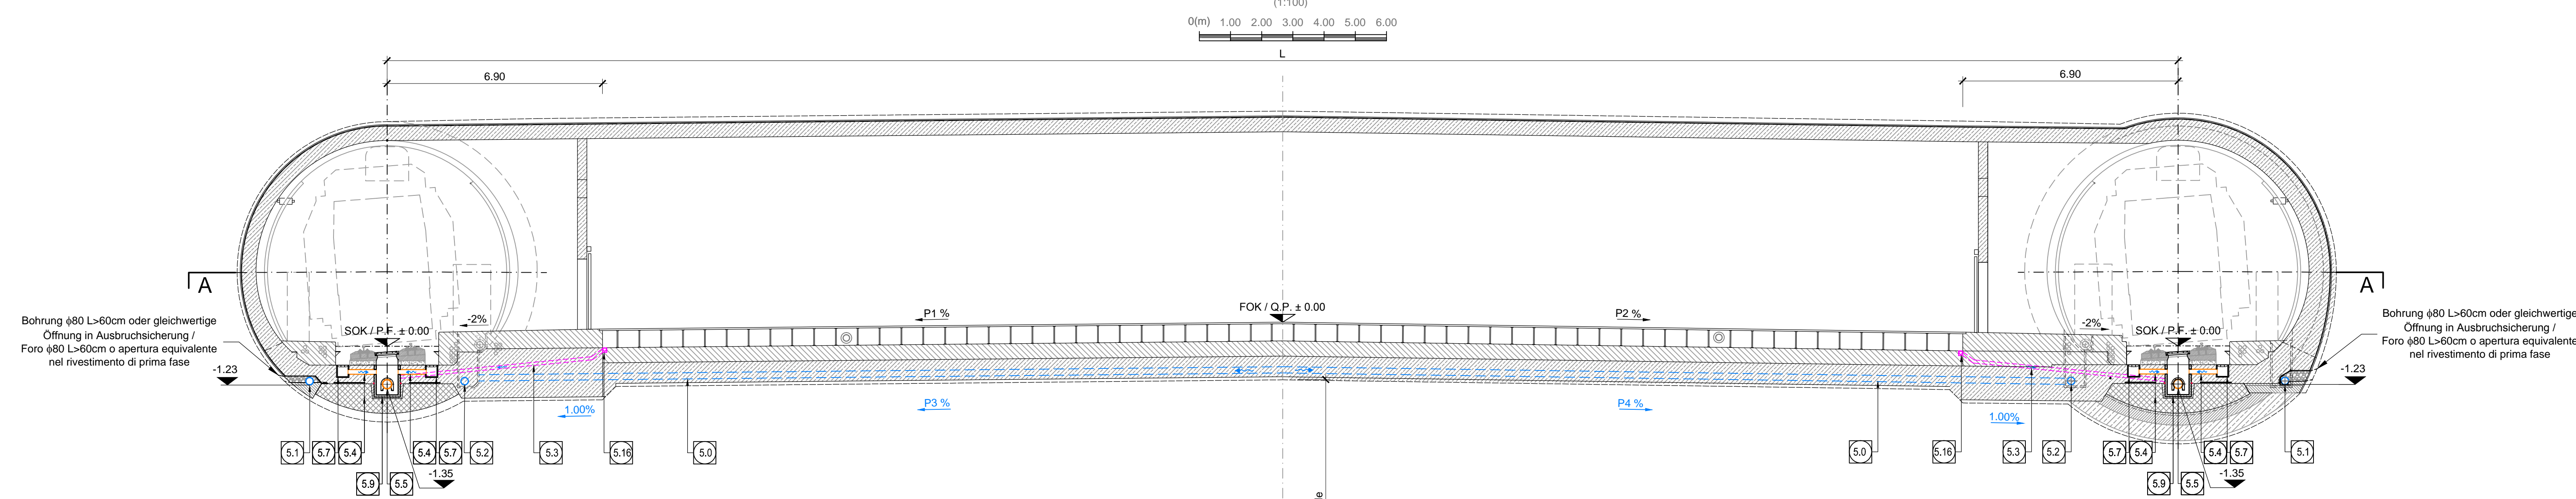 (1:100)
0(m) 1.00 2.00 3.00 4.00 5.00 6.00
L
6.90
6.90
A
A
Bohrung ϕ80 L>60cm oder gleichwertige
Öffnung in Ausbruchsicherung /
Foro ϕ80 L>60cm o apertura equivalente
nel rivestimento di prima fase
-1.23
SOK / P.F. ± 0.00
-2%
P1 %
FOK / Q.P. ± 0.00
P2 %
-2%
SOK / P.F. ± 0.00
Bohrung ϕ80 L>60cm oder gleichwertige
Öffnung in Ausbruchsicherung /
Foro ϕ80 L>60cm o apertura equivalente
nel rivestimento di prima fase
-1.23
1.00%
P3 %
P4 %
1.00%
5.1 5.7 5.4 5.4 5.7 5.2 5.3 5.16 5.0
5.0 5.16 5.3 5.2 5.7 5.4 5.4 5.7 5.1
5.9 5.5 -1.35
5.9 5.5 -1.35